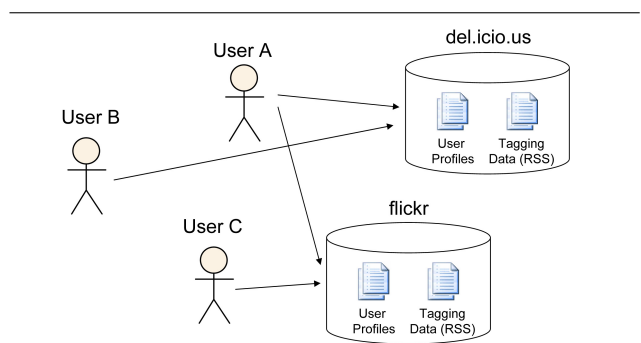 del.icio.us
User A
User B
User
Profiles
Tagging
Data (RSS)
User C
flickr
User
Profiles
Tagging
Data (RSS)